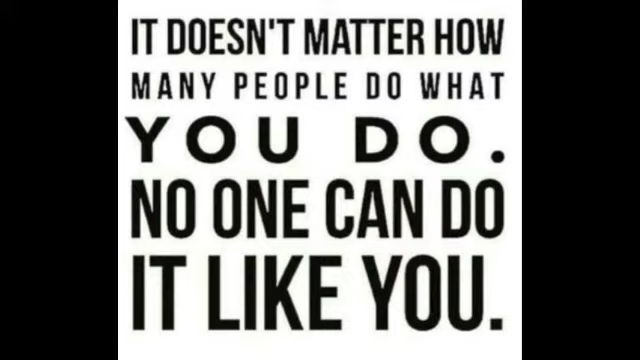 IT DOESN'T MATTER HOW
MANY PEOPLE DO WHAT
YOU DO.
NO ONE CAN DO
IT LIKE YOU.